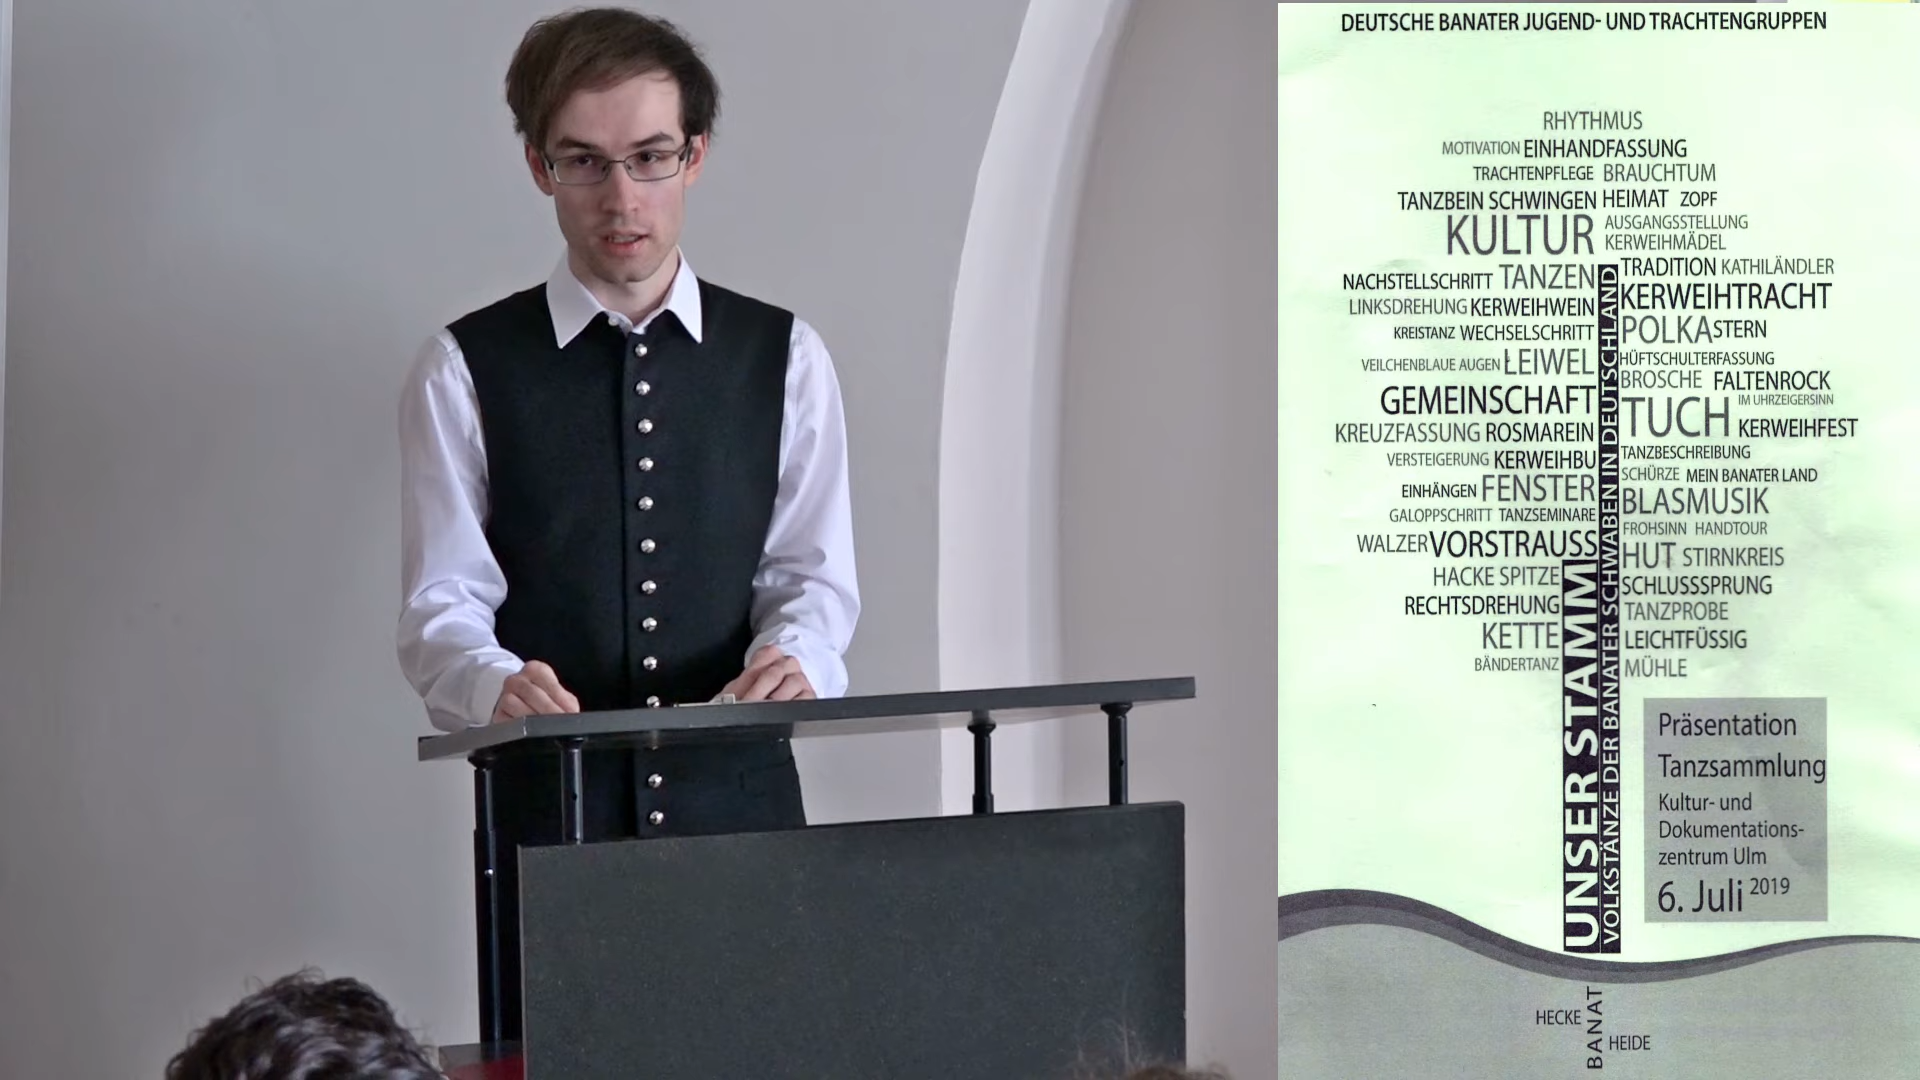 DEUTSCHE BANATER JUGEND- UND TRACHTENGRUPPEN
RHYTHMUS
MOTIVATION EINHANDFASSUNG
TRACHTENPFLEGE BRAUCHTUM
TANZBEIN SCHWINGEN HEIMAT ZOPF
KULTUR AUSGANGSSTELLUNG
KERWEIHMÄDEL
NACHSTELLSCHRITT TANZEN TRADITION KATHILÄNDLER
LINKSDREHUNG KERWEIHWEIN KERWEIHTRACHT
KREISTANZ WECHSELSCHRITT POLKA STERN
VEILCHENBLAUE AUGEN LEIWEL HÜFTSCHULTERFASSUNG
BROSCHE FALTENROCK
GEMEINSCHAFT TUCH IM UHRZEIGERSINN
KREUZFASSUNG ROSMAREIN KERWEIHFEST
VERSTEIGERUNG KERWEIHBU TANZBESCHREIBUNG
SCHÜRZE MEIN BANATER LAND
EINHÄNGEN FENSTER BLASMUSIK
GALOPPSCHRITT TANZSEMINARE FROHSINN HANDTOUR
WALZER VORSTRAUSS HUT STIRNKREIS
HACKE SPITZE SCHLUSSSPRUNG
RECHTSDREHUNG TANZPROBE
KETTE LEICHTFÜSSIG
BÄNDERTANZ MÜHLE
UNSER STAMM
VOLKSTÄNZE DER BANATER SCHWABEN IN DEUTSCHLAND
Präsentation
Tanzsammlung
Kultur- und
Dokumentations-
zentrum Ulm
6. Juli 2019
HECKE
BANAT
HEIDE